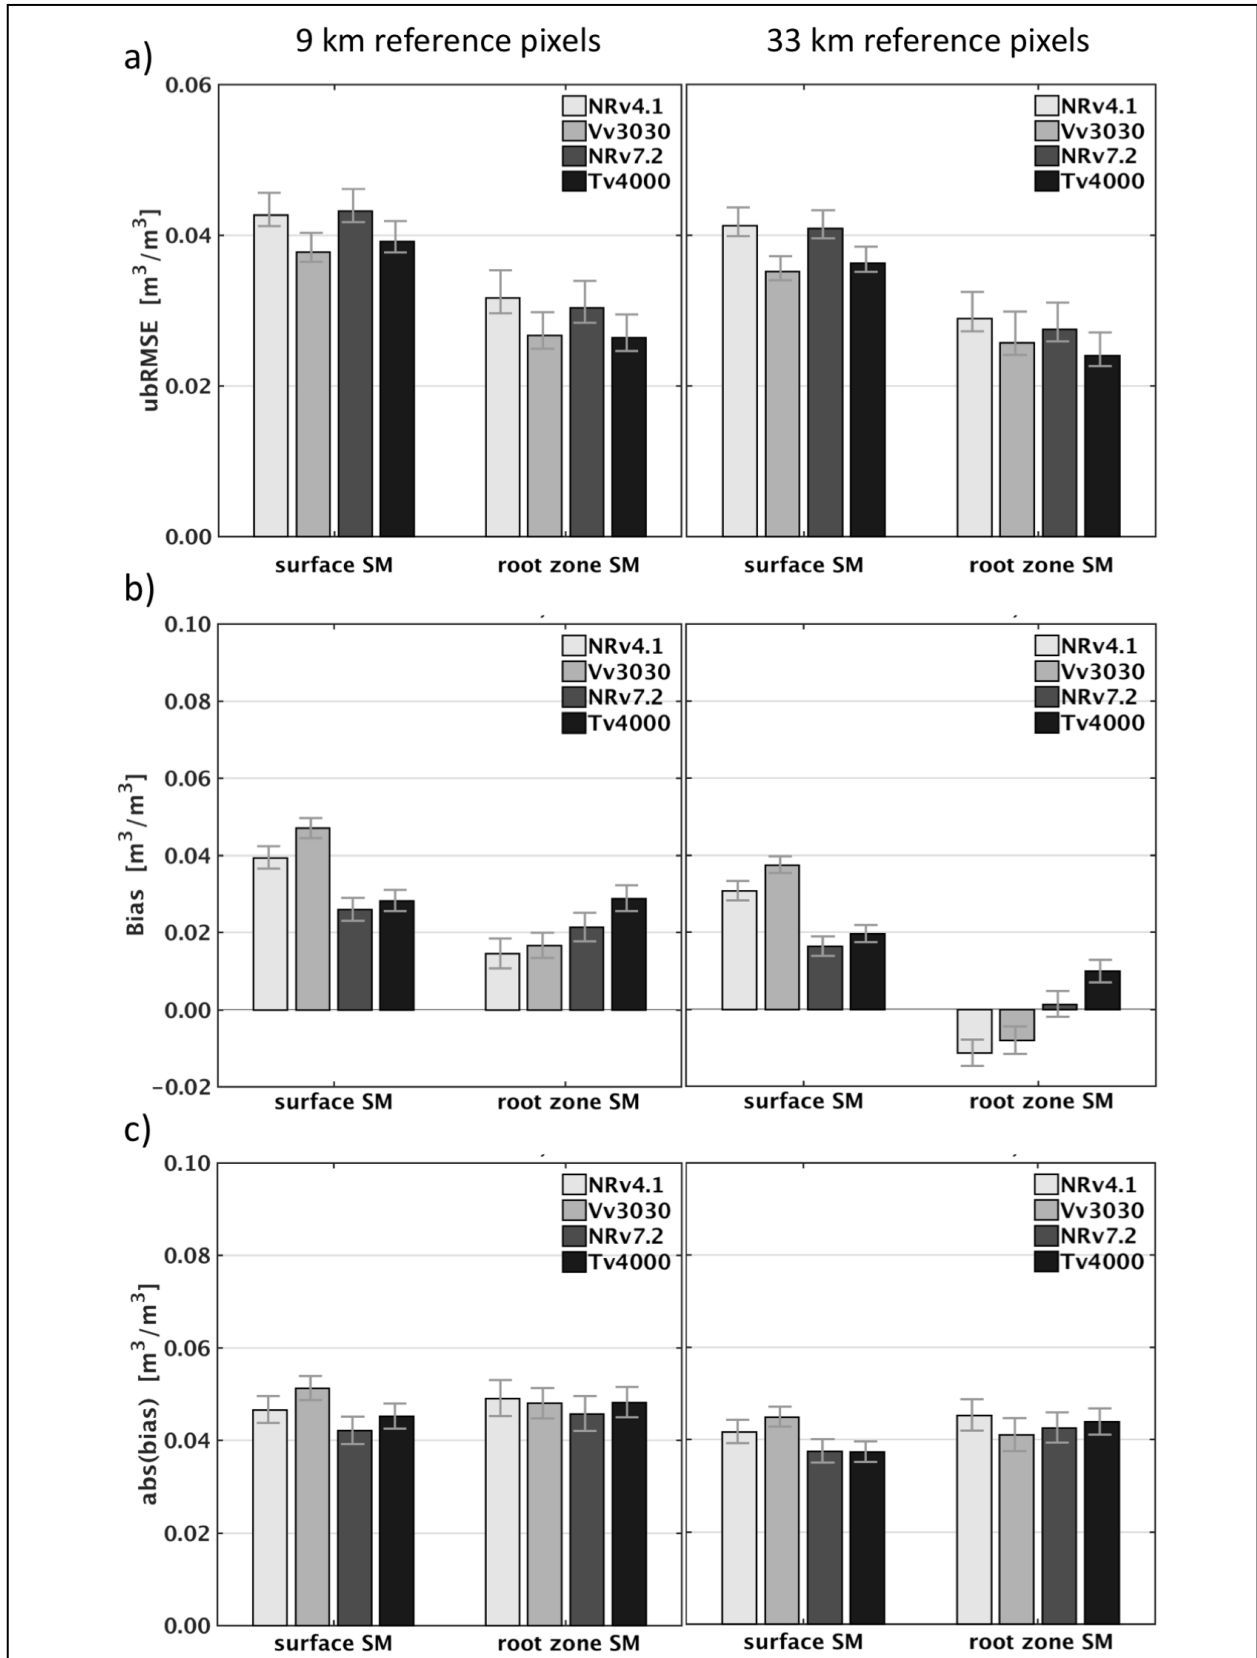 9 km reference pixels
33 km reference pixels
a)
0.06
0.04
0.02
0.00
ubRMSE [m³/m³]
NRv4.1
Vv3030
NRv7.2
Tv4000
NRv4.1
Vv3030
NRv7.2
Tv4000
surface SM
root zone SM
surface SM
root zone SM
b)
0.10
0.08
0.06
0.04
0.02
0.00
−0.02
Bias [m³/m³]
NRv4.1
Vv3030
NRv7.2
Tv4000
NRv4.1
Vv3030
NRv7.2
Tv4000
surface SM
root zone SM
surface SM
root zone SM
c)
0.10
0.08
0.06
0.04
0.02
0.00
abs(bias) [m³/m³]
NRv4.1
Vv3030
NRv7.2
Tv4000
NRv4.1
Vv3030
NRv7.2
Tv4000
surface SM
root zone SM
surface SM
root zone SM